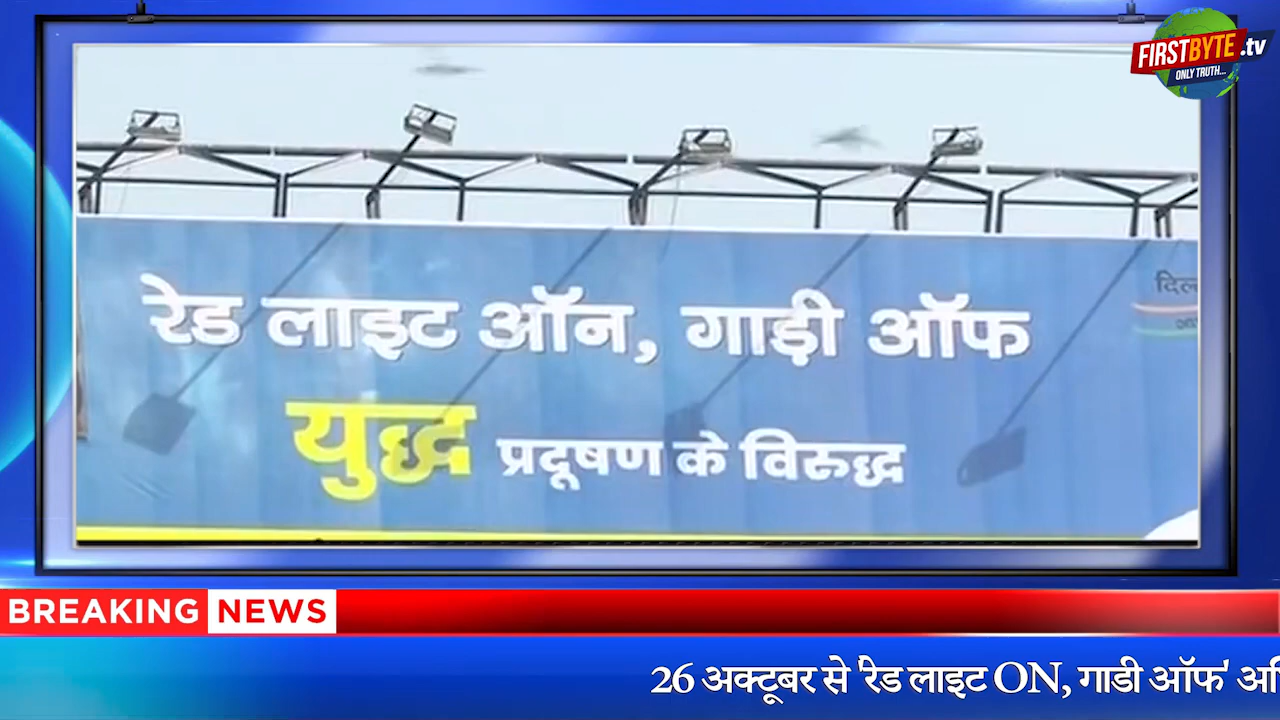 FIRSTBYTE.tv
ONLY TRUTH...
रेड लाइट ऑन, गाड़ी ऑफ
युद्ध प्रदूषण के विरुद्ध
BREAKING NEWS
26 अक्टूबर से 'रेड लाइट ON, गाडी ऑफ'